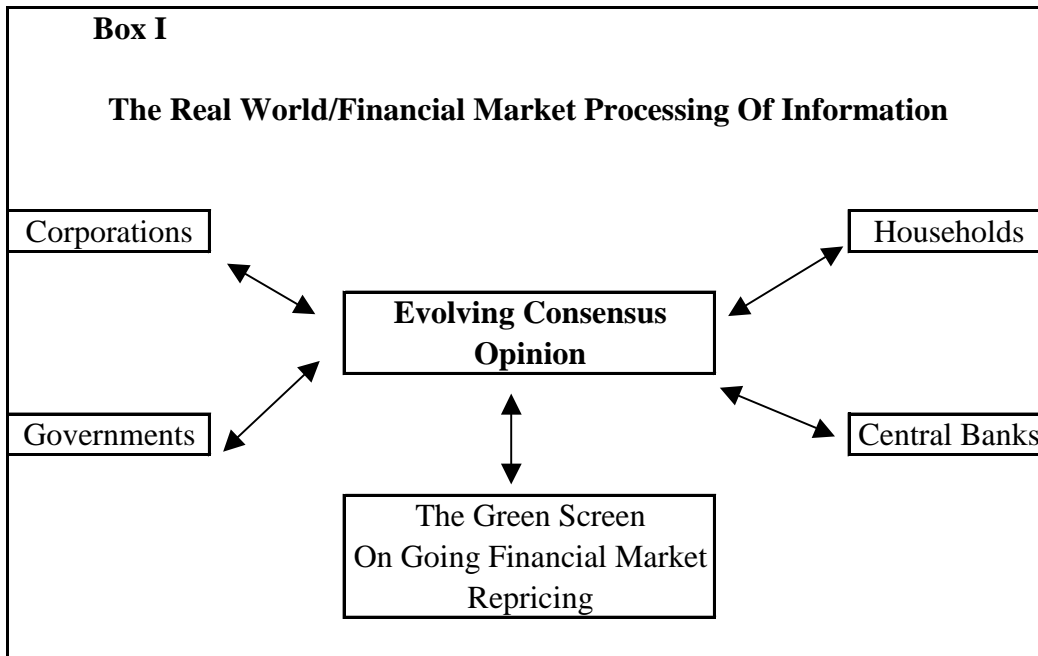 Box I
The Real World/Financial Market Processing Of Information
Corporations
Households
Evolving Consensus
Opinion
Governments
Central Banks
The Green Screen
On Going Financial Market
Repricing